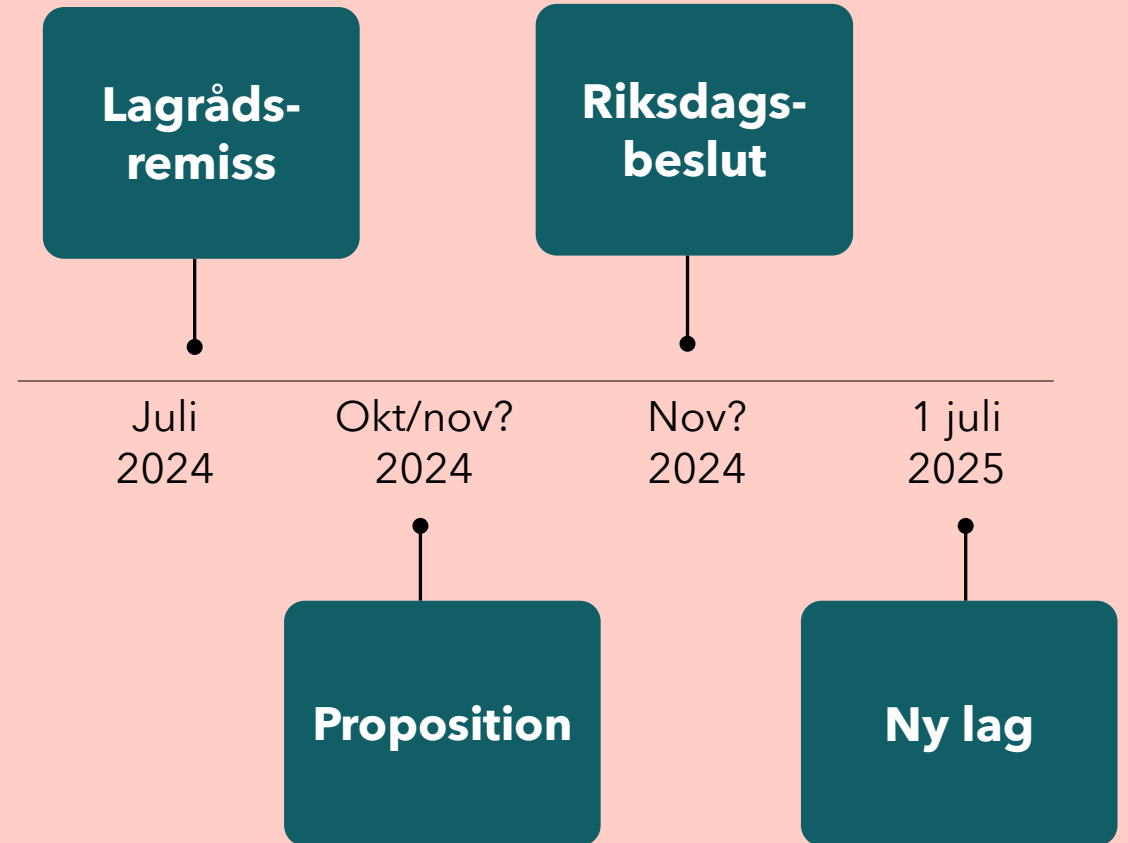 Lagråds-
remiss
Riksdags-
beslut
Juli
2024
Okt/nov?
2024
Nov?
2024
1 juli
2025
Proposition
Ny lag